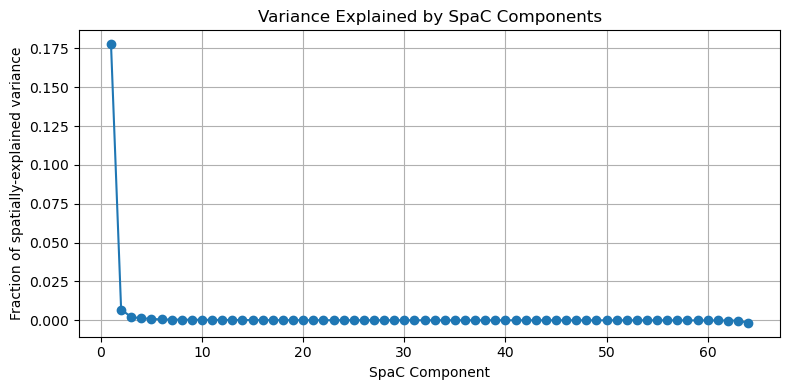 Variance Explained by SpaC Components
Fraction of spatially-explained variance
0.175
0.150
0.125
0.100
0.075
0.050
0.025
0.000
0 10 20 30 40 50 60
SpaC Component